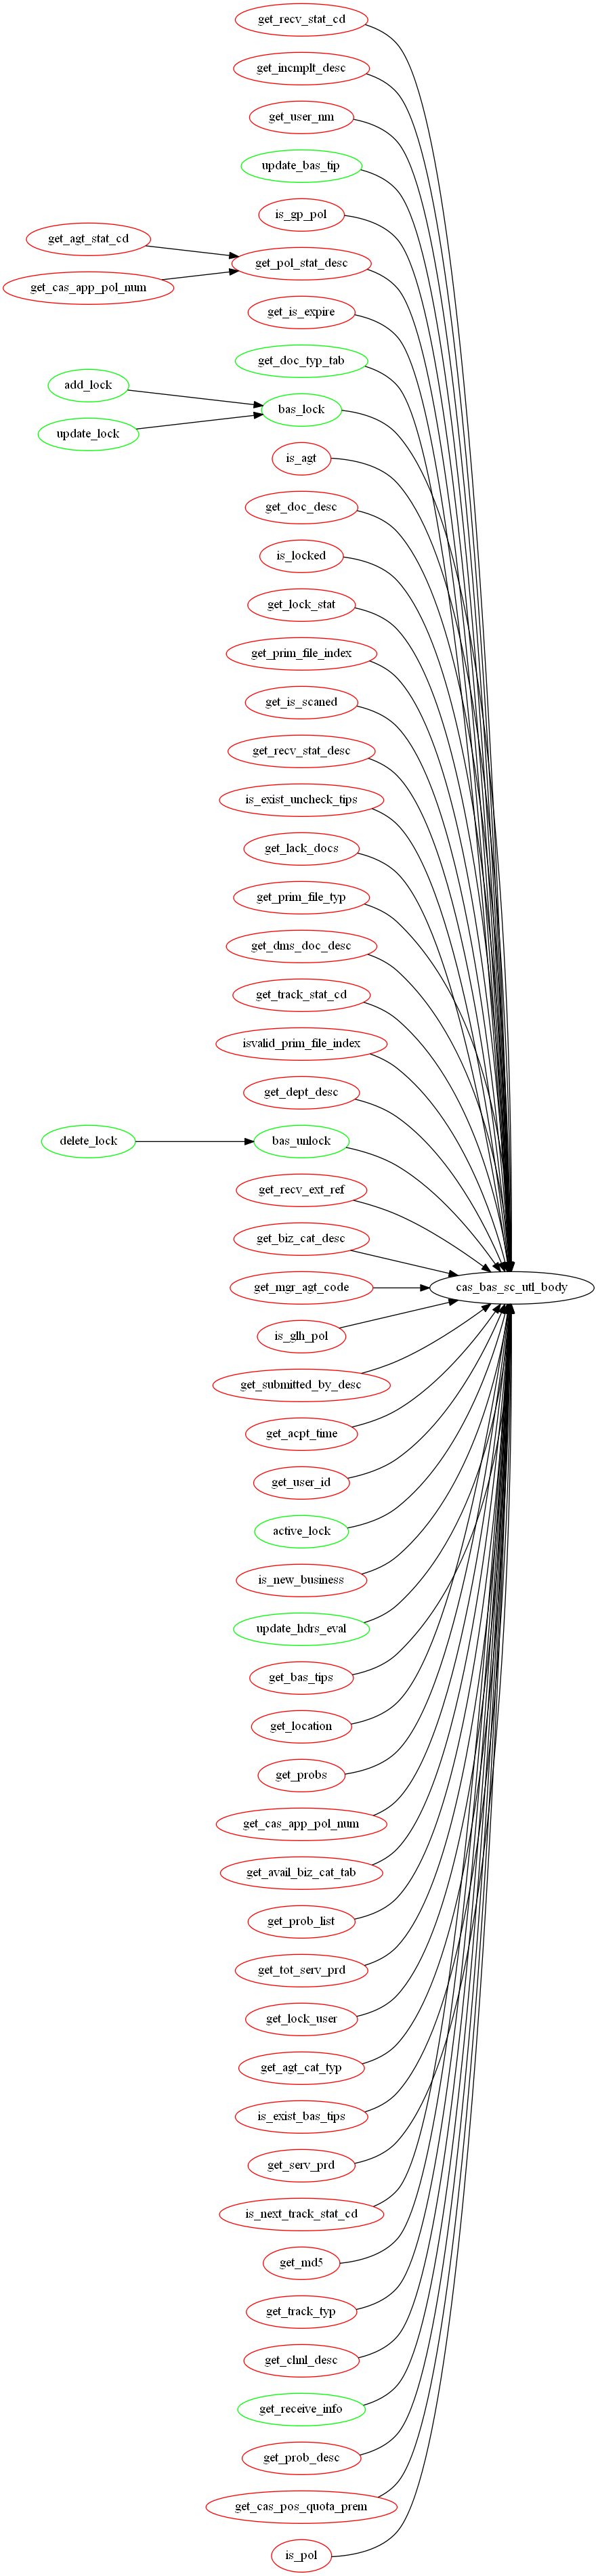 get_recv_stat_cd
get_incmplt_desc
get_user_nm
update_bas_tip
is_gp_pol
get_agt_stat_cd
get_pol_stat_desc
get_cas_app_pol_num
get_is_expire
get_doc_typ_tab
add_lock
bas_lock
update_lock
is_agt
get_doc_desc
is_locked
get_lock_stat
get_prim_file_index
get_is_scaned
get_recv_stat_desc
is_exist_uncheck_tips
get_lack_docs
get_prim_file_typ
get_dms_doc_desc
get_track_stat_cd
isvalid_prim_file_index
get_dept_desc
delete_lock
bas_unlock
get_recv_ext_ref
get_biz_cat_desc
get_mgr_agt_code
cas_bas_sc_utl_body
is_glh_pol
get_submitted_by_desc
get_acpt_time
get_user_id
active_lock
is_new_business
update_hdrs_eval
get_bas_tips
get_location
get_probs
get_cas_app_pol_num
get_avail_biz_cat_tab
get_prob_list
get_tot_serv_prd
get_lock_user
get_agt_cat_typ
is_exist_bas_tips
get_serv_prd
is_next_track_stat_cd
get_md5
get_track_typ
get_chnl_desc
get_receive_info
get_prob_desc
get_cas_pos_quota_prem
is_pol